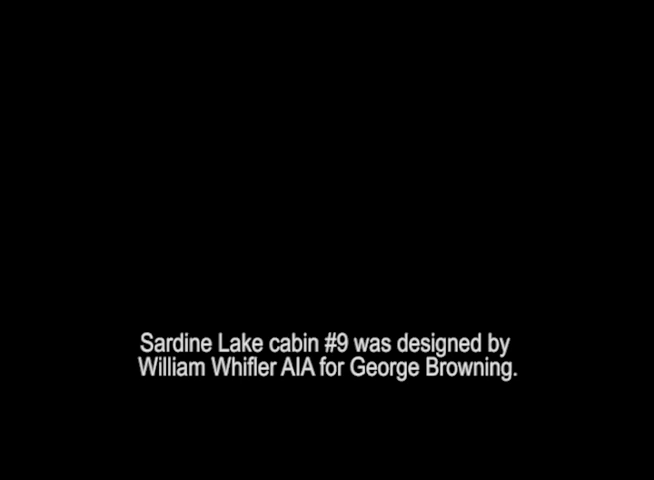 Sardine Lake cabin #9 was designed by
William Whifler AIA for George Browning.